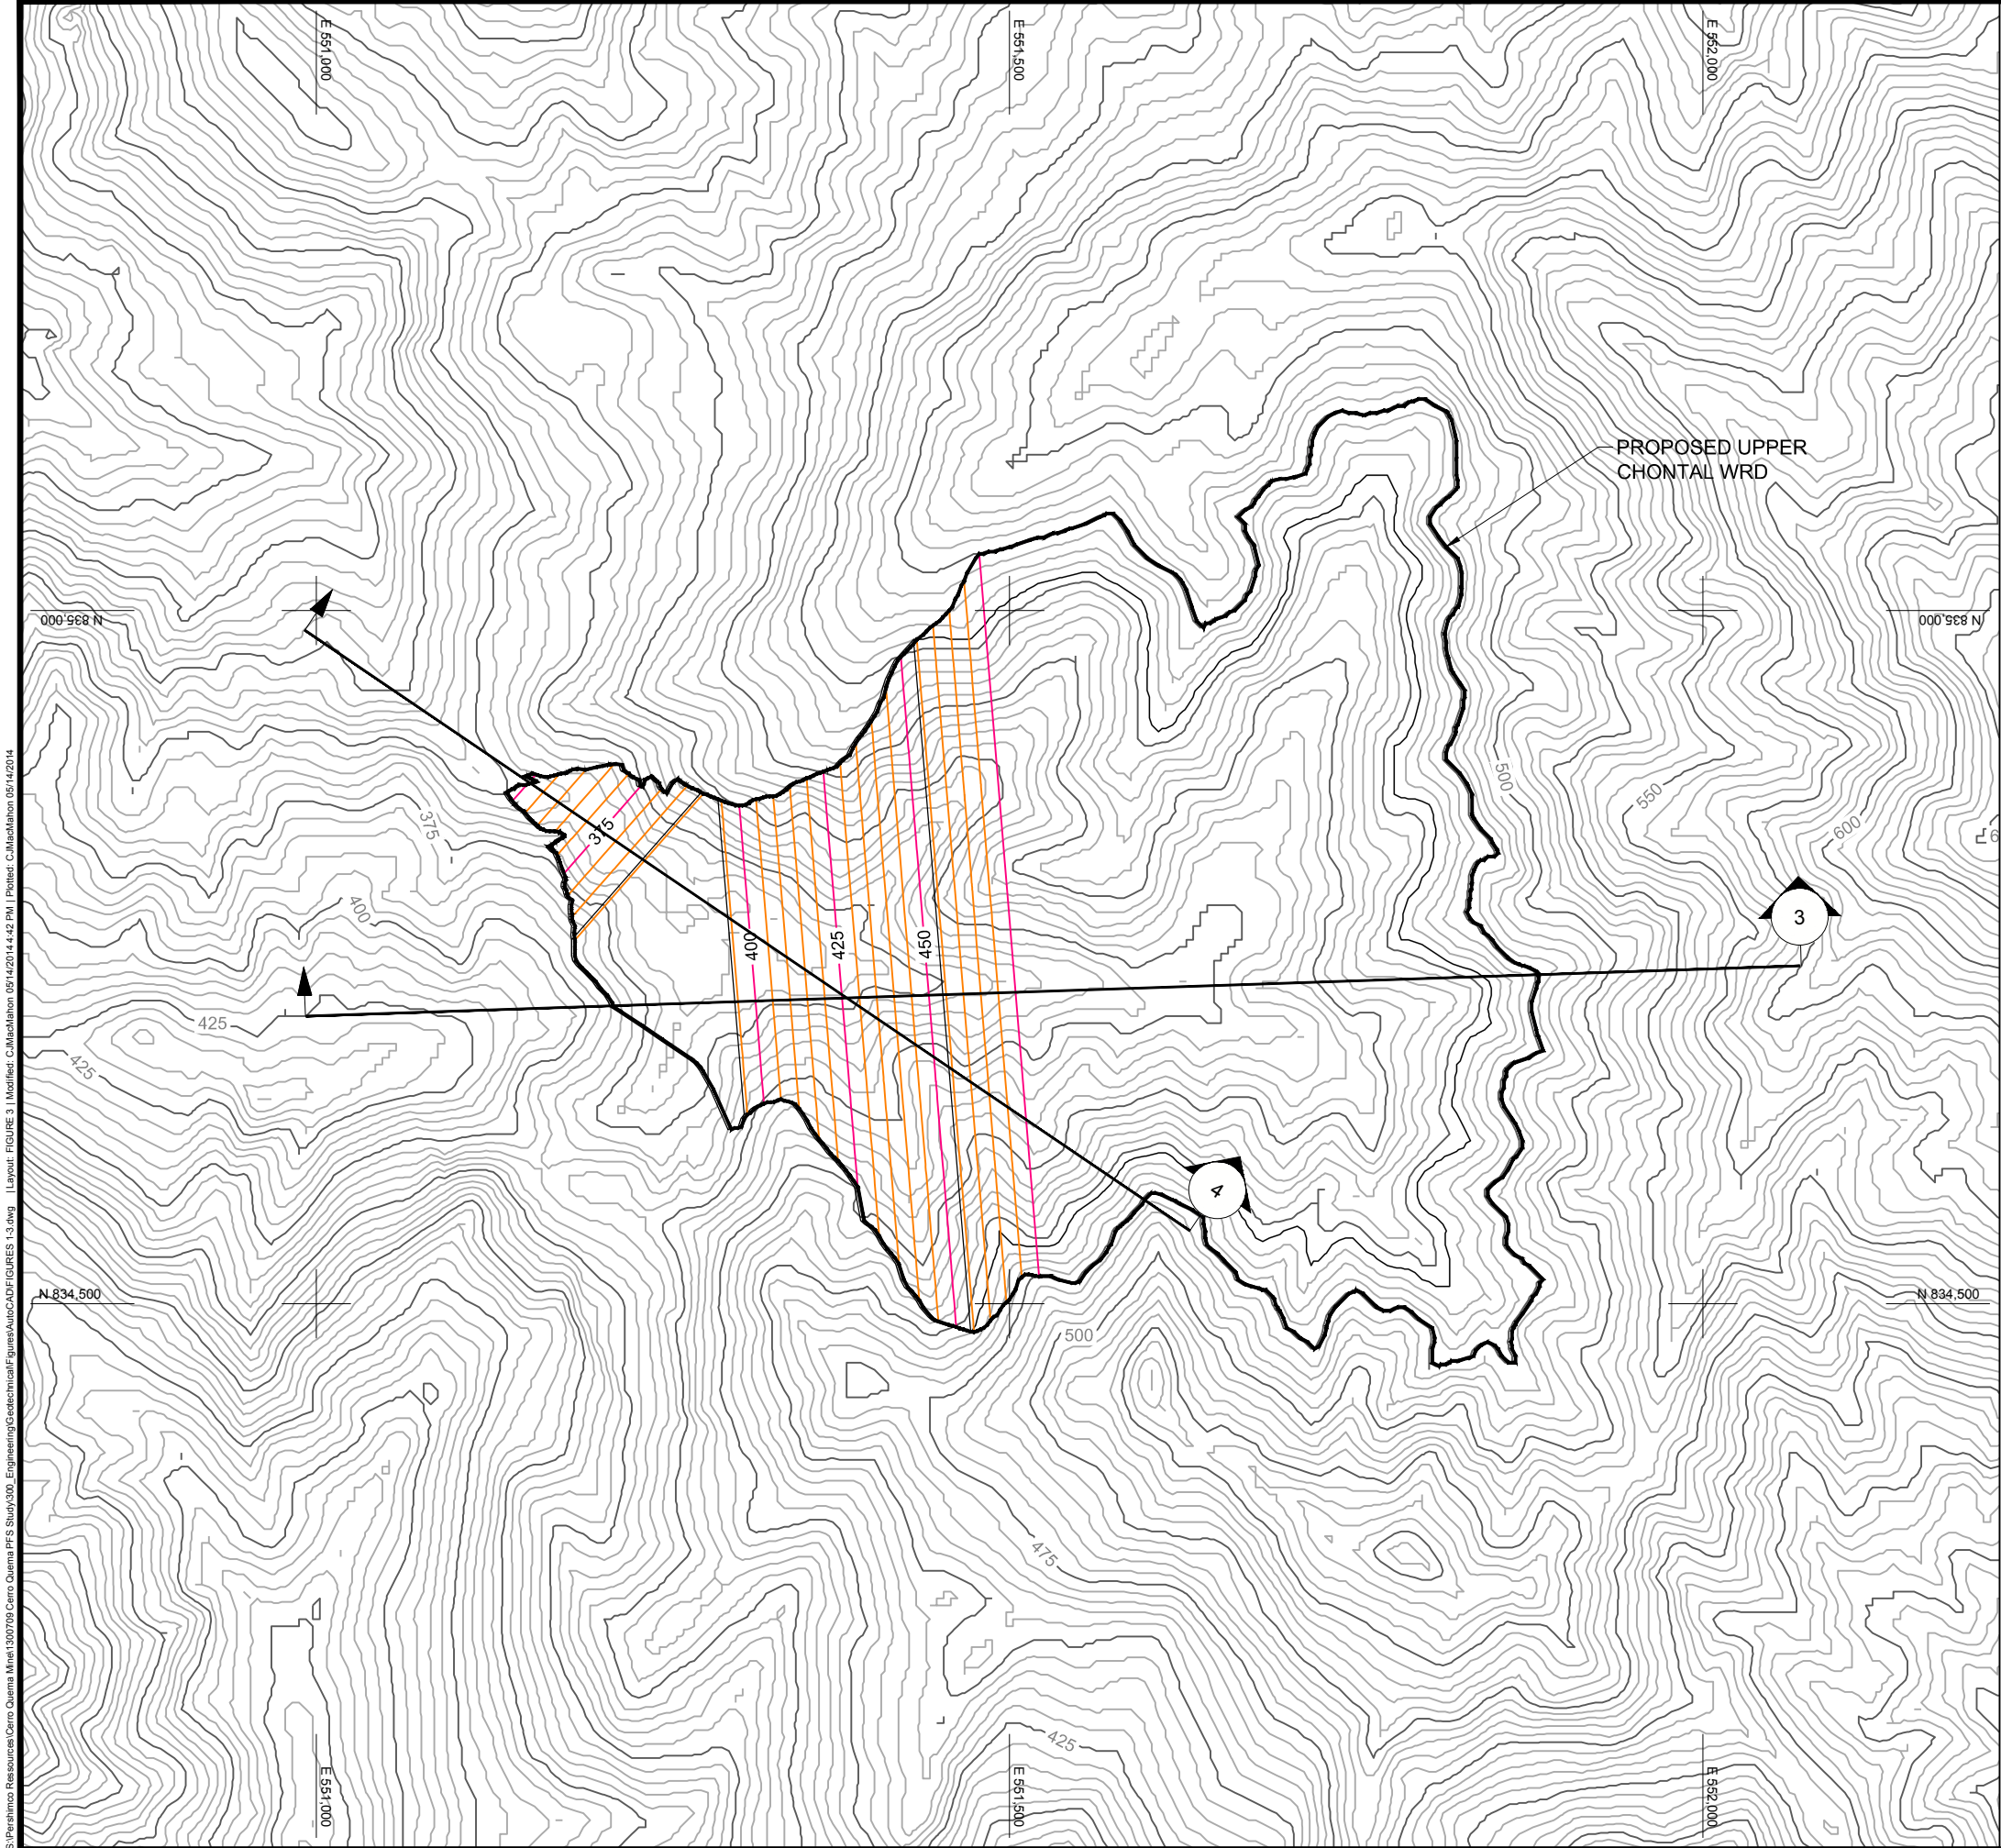 E 551,000
E 551,500
E 552,000
PROPOSED UPPER
CHONTAL WRD
N 835,000
N 835,000
500
550
600
6
375
375
400
400
425
450
3
425
425
4
N 834,500
N 834,500
500
475
425
E 551,000
E 551,500
E 552,000
S:\Pershimco Ressources\Cerro Quema Mine\1300709 Cerro Quema PFS Study\300_Engineering\Geotechnical\Figures\AutoCAD\FIGURES 1-3.dwg | Layout: FIGURE 3 | Modified: CJMacMahon 05/14/2014 4:42 PM | Plotted: CJMacMahon 05/14/2014